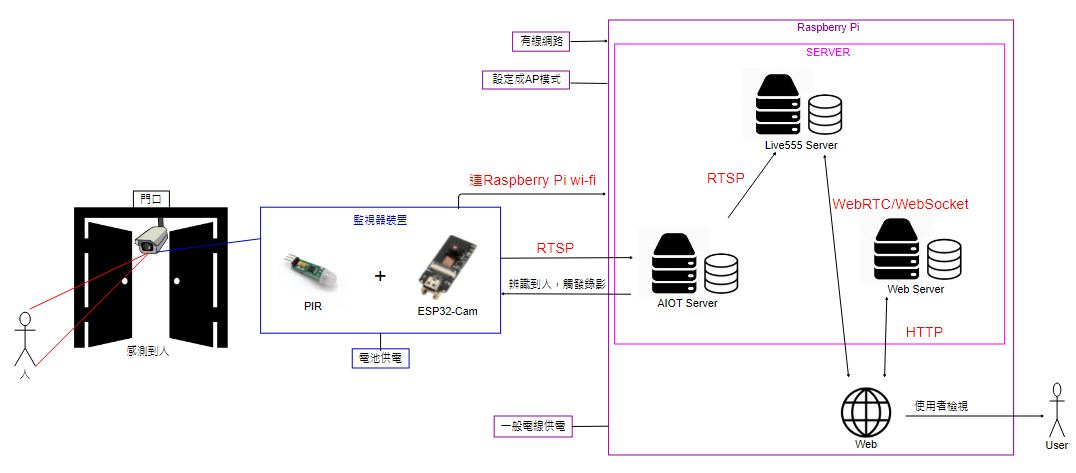 Raspberry Pi
有線網路
SERVER
設定成AP模式
Live555 Server
連Raspberry Pi wi-fi
RTSP
門口
WebRTC/WebSocket
監視器裝置
RTSP
辨識到人，觸發錄影
PIR
+
ESP32-Cam
AIOT Server
Web Server
HTTP
感測到人
人
電池供電
使用者檢視
一般電線供電
Web
User